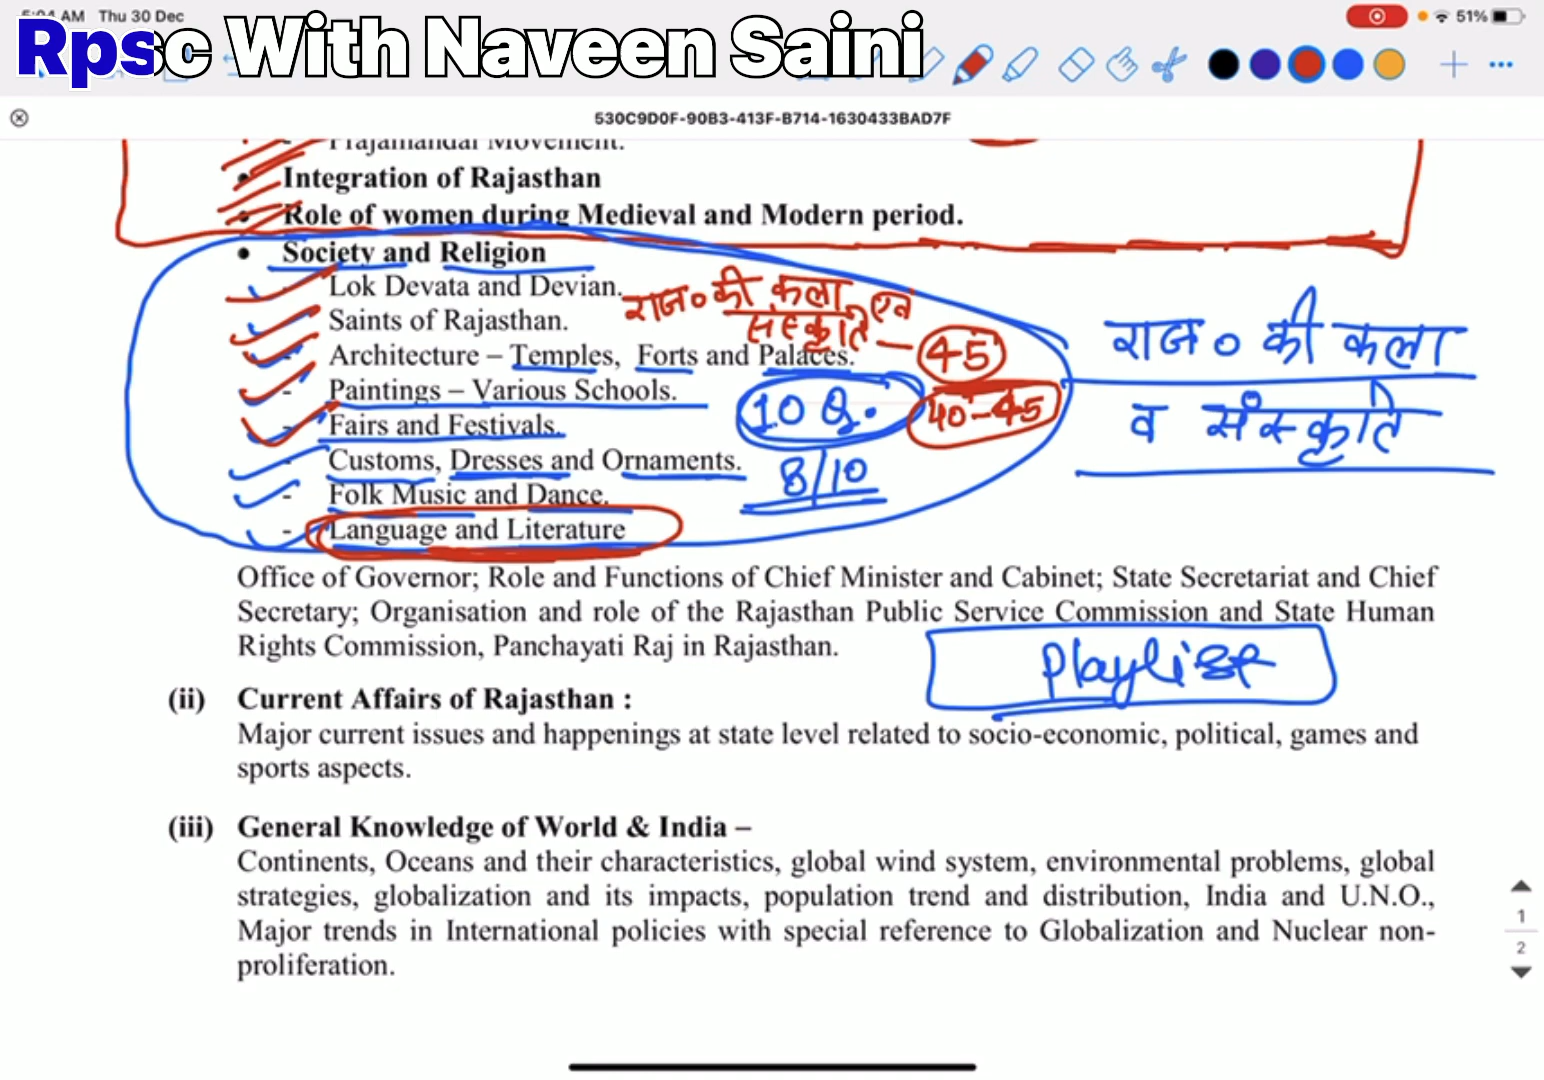 5:04 AM Thu 30 Dec
51%
Rpsc With Naveen Saini
530C9D0F-90B3-413F-B714-1630433BAD7F
- Prajamandal Movement.
• Integration of Rajasthan
• Role of women during Medieval and Modern period.
• Society and Religion
- Lok Devata and Devian.
राज० की कला एवं
संस्कृति - 45
- Saints of Rajasthan.
- Architecture – Temples, Forts and Palaces.
- Paintings – Various Schools.
10 Q. 40-45
- Fairs and Festivals.
- Customs, Dresses and Ornaments.
8/10
- Folk Music and Dance.
- Language and Literature
राज० की कला
व संस्कृति
Office of Governor; Role and Functions of Chief Minister and Cabinet; State Secretariat and Chief
Secretary; Organisation and role of the Rajasthan Public Service Commission and State Human
Rights Commission, Panchayati Raj in Rajasthan.
Playlist
(ii) Current Affairs of Rajasthan :
Major current issues and happenings at state level related to socio-economic, political, games and
sports aspects.
(iii) General Knowledge of World & India –
Continents, Oceans and their characteristics, global wind system, environmental problems, global
strategies, globalization and its impacts, population trend and distribution, India and U.N.O.,
Major trends in International policies with special reference to Globalization and Nuclear non-
proliferation.
1
2